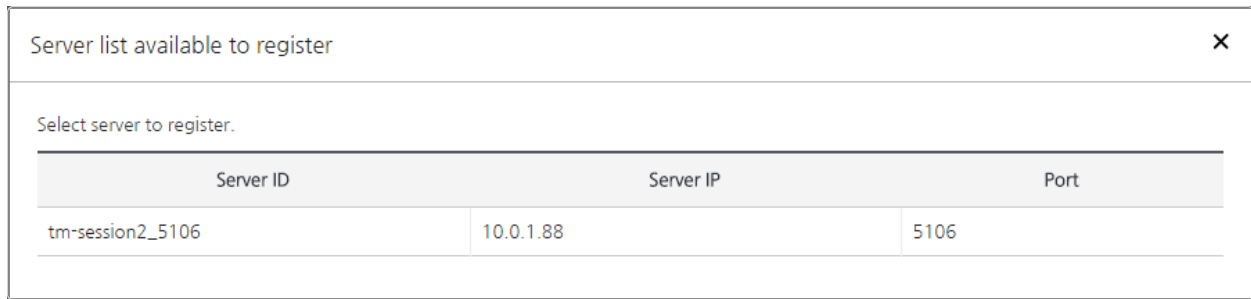 Server list available to register
Select server to register.
Server ID Server IP Port
tm-session2_5106 10.0.1.88 5106